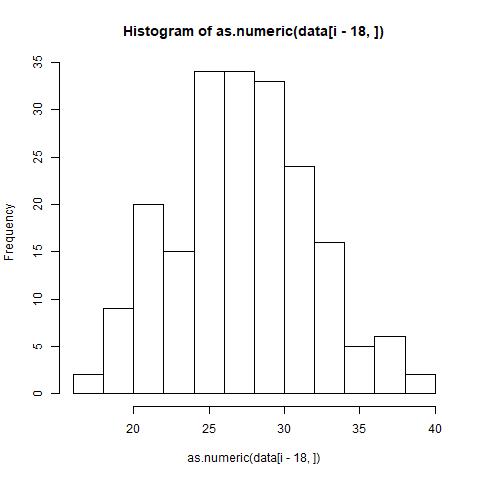 Histogram of as.numeric(data[i - 18, ])
Frequency
35
30
25
20
15
10
5
0
20 25 30 35 40
as.numeric(data[i - 18, ])